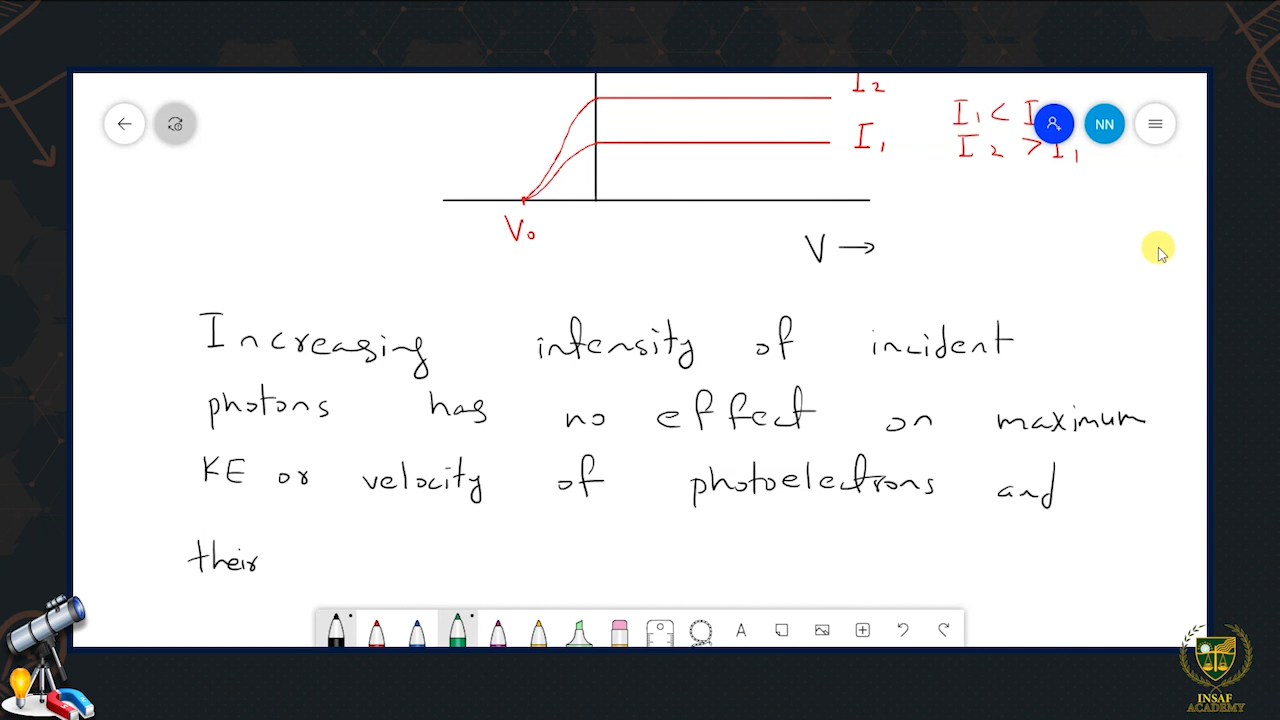 I2
I1 < I
NN
I1
I2 > I1
V0
V →
Increasing intensity of incident
photons has no effect on maximum
KE or velocity of photoelectrons and
their
A
INSAF
ACADEMY